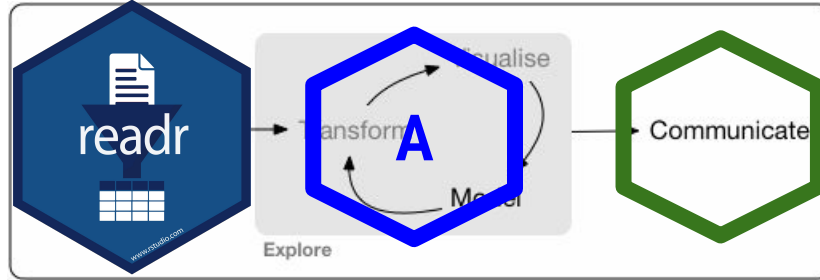 readr
www.rstudio.com
Visualise
Transform
A
Model
Explore
Communicate